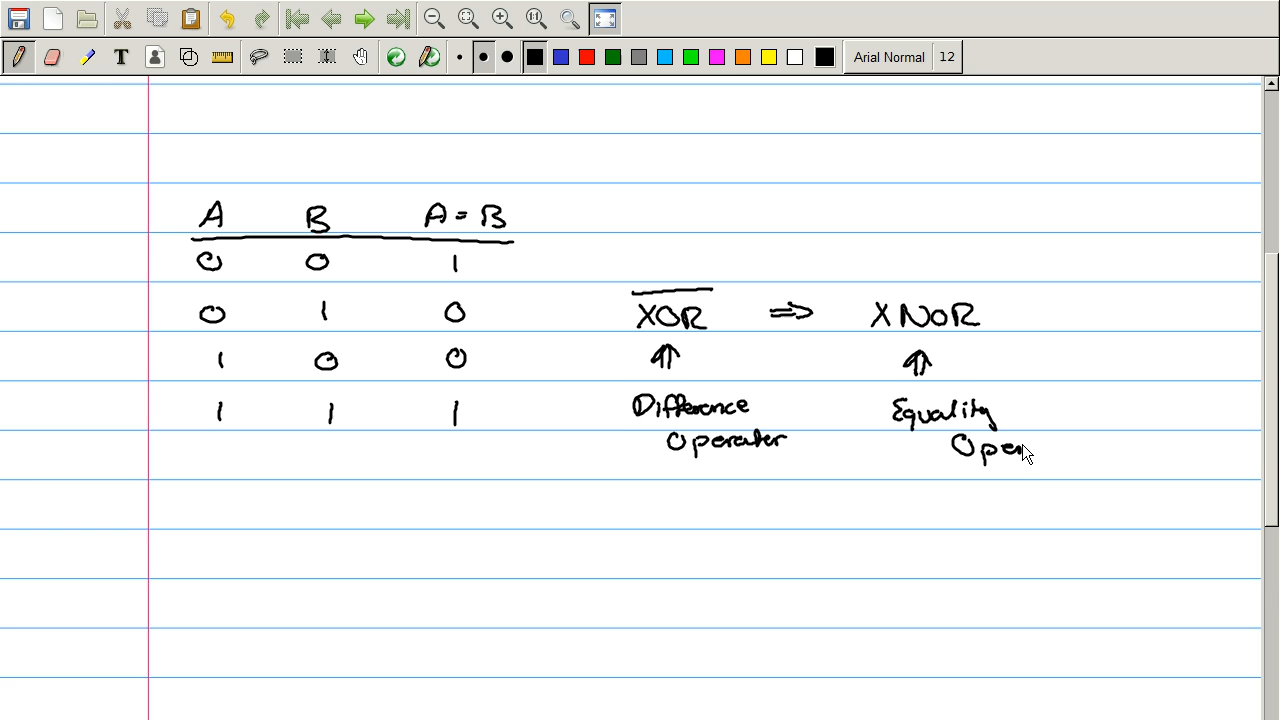 Arial Normal 12
A B A = B
0 0 1
0 1 0 XOR ⇒ XNOR
1 0 0
1 1 1 Difference Equality
Operater Oper